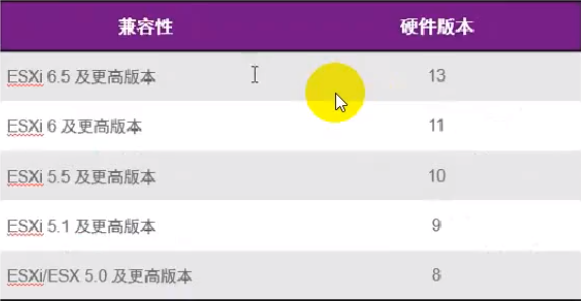 兼容性 硬件版本
ESXi 6.5 及更高版本 13
ESXi 6 及更高版本 11
ESXi 5.5 及更高版本 10
ESXi 5.1 及更高版本 9
ESXi/ESX 5.0 及更高版本 8